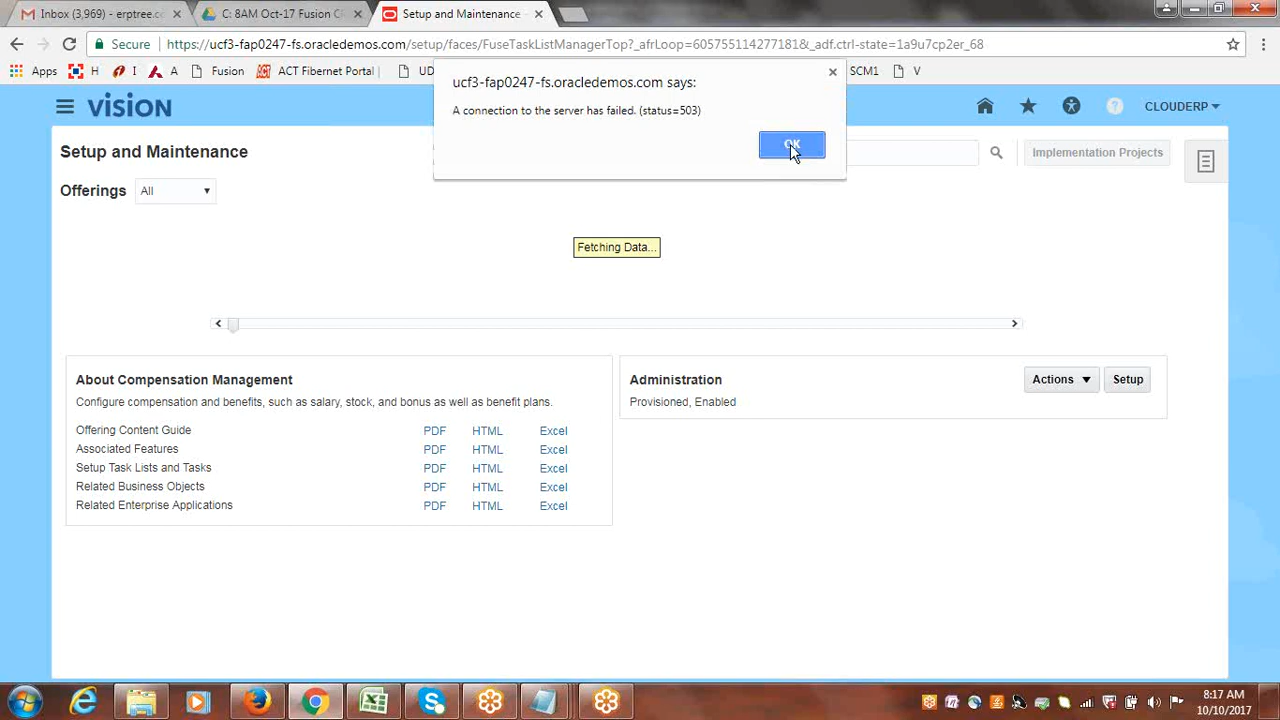 Inbox (3,969) - erptree.c
C: 8AM Oct-17 Fusion C
Setup and Maintenance -
Secure
https://ucf3-fap0247-fs.oracledemos.com/setup/faces/FuseTaskListManagerTop?_afrLoop=6057551142771​81&_adf.ctrl-state=1a9u7cp2er_68
Apps H I A Fusion ACT Fibernet Portal | UD SCM1 V
ucf3-fap0247-fs.oracledemos.com says:
A connection to the server has failed. (status=503)
OK
VISION
CLOUDERP
Setup and Maintenance
Implementation Projects
Offerings All
Fetching Data...
About Compensation Management
Configure compensation and benefits, such as salary, stock, and bonus as well as benefit plans.
Offering Content Guide PDF HTML Excel
Associated Features PDF HTML Excel
Setup Task Lists and Tasks PDF HTML Excel
Related Business Objects PDF HTML Excel
Related Enterprise Applications PDF HTML Excel
Administration
Actions Setup
Provisioned, Enabled
8:17 AM
10/10/2017